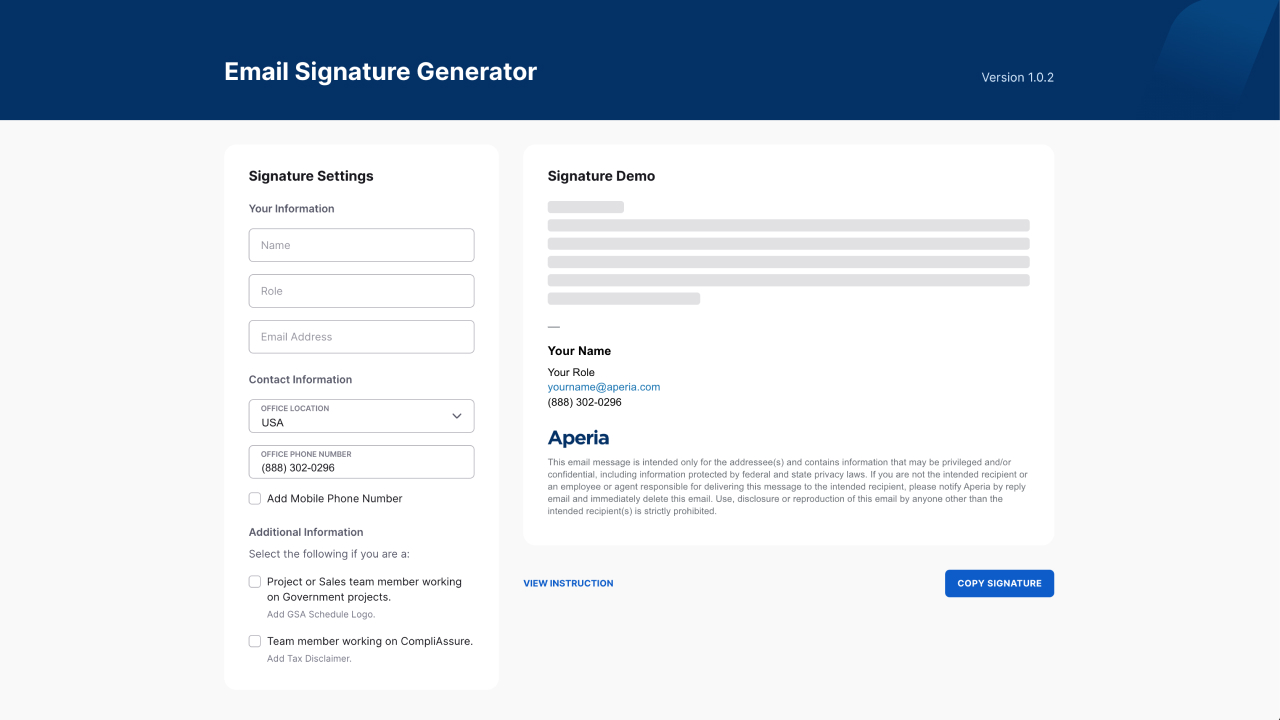 Email Signature Generator
Version 1.0.2
Signature Settings
Your Information
Name
Role
Email Address
Contact Information
OFFICE LOCATION
USA
OFFICE PHONE NUMBER
(888) 302-0296
Add Mobile Phone Number
Additional Information
Select the following if you are a:
Project or Sales team member working
on Government projects.
Add GSA Schedule Logo.
Team member working on CompliAssure.
Add Tax Disclaimer.
Signature Demo
—
Your Name
Your Role
yourname@aperia.com
(888) 302-0296
Aperia
This email message is intended only for the addressee(s) and contains information that may be privileged and/or
confidential, including information protected by federal and state privacy laws. If you are not the intended recipient or
an employee or agent responsible for delivering this message to the intended recipient, please notify Aperia by reply
email and immediately delete this email. Use, disclosure or reproduction of this email by anyone other than the
intended recipient(s) is strictly prohibited.
VIEW INSTRUCTION
COPY SIGNATURE